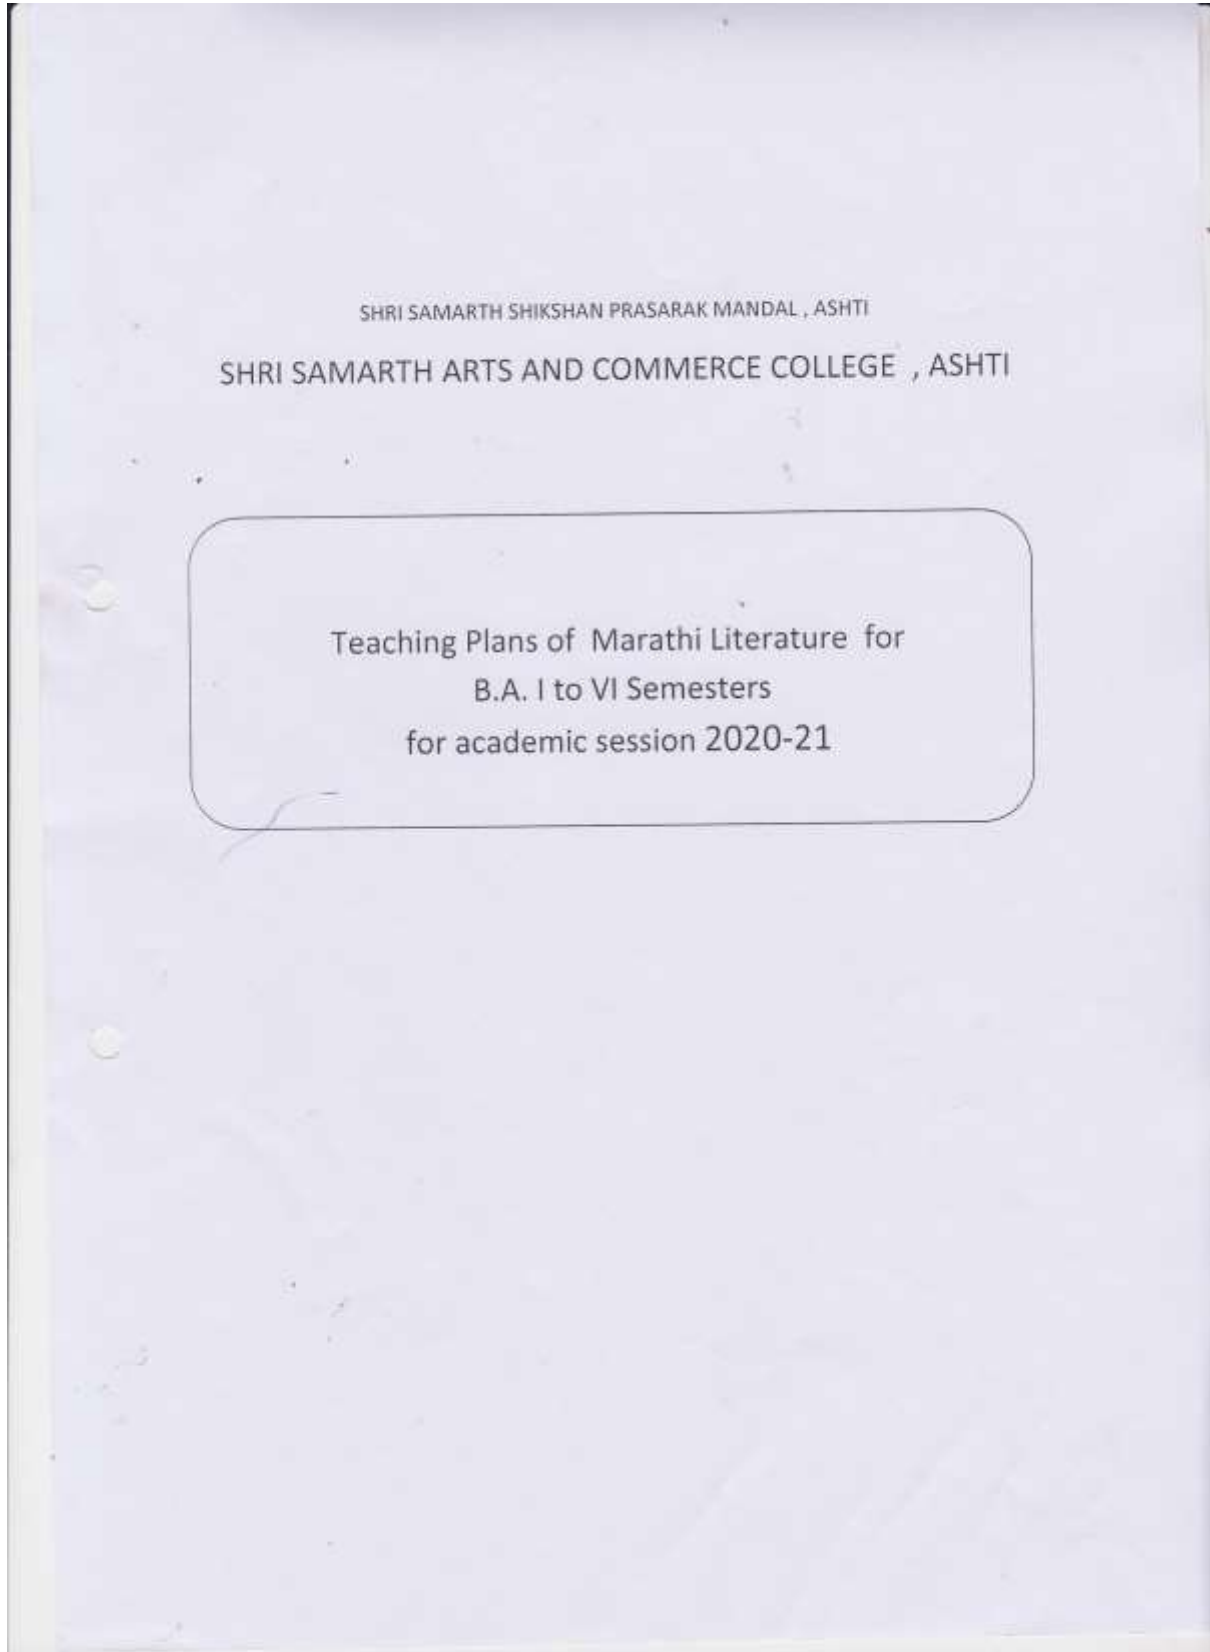 SHRI SAMARTH SHIKSHAN PRASARAK MANDAL , ASHTI
SHRI SAMARTH ARTS AND COMMERCE COLLEGE , ASHTI
Teaching Plans of Marathi Literature for
B.A. I to VI Semesters
for academic session 2020-21